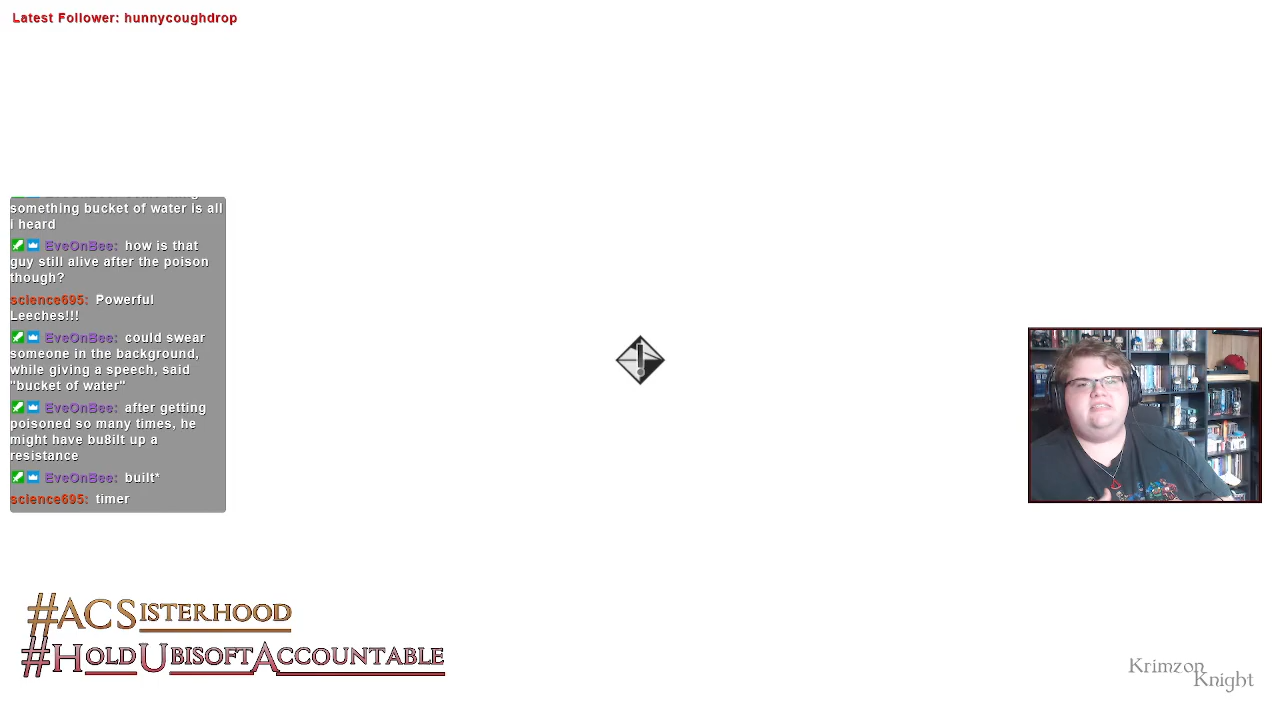 Latest Follower: hunnycoughdrop
something bucket of water is all
i heard
EveOnBee: how is that
guy still alive after the poison
though?
science695: Powerful
Leeches!!!
EveOnBee: could swear
someone in the background,
while giving a speech, said
"bucket of water"
EveOnBee: after getting
poisoned so many times, he
might have bu8ilt up a
resistance
EveOnBee: built*
science695: timer
#ACSisterhood
#HoldUbisoftAccountable
Krimzon
Knight